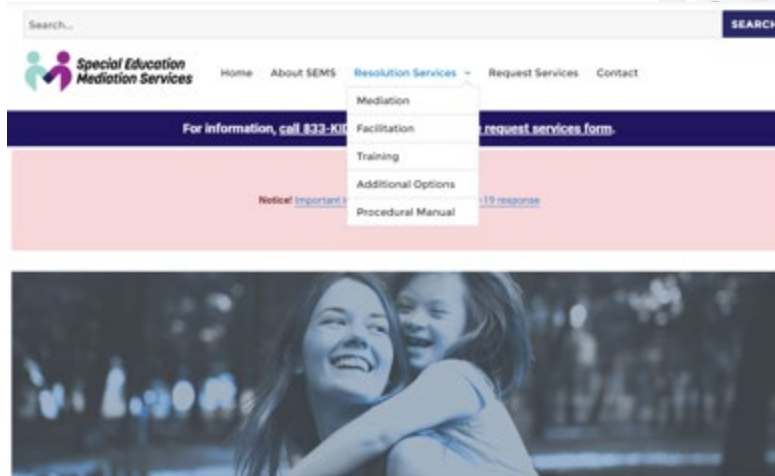 Search...
SEARCH
Special Education
Mediation Services
Home About SEMS Resolution Services Request Services Contact
Mediation
For information, call 833-KID request services form.
Facilitation
Training
Additional Options
Notice! Important -19 response
Procedural Manual